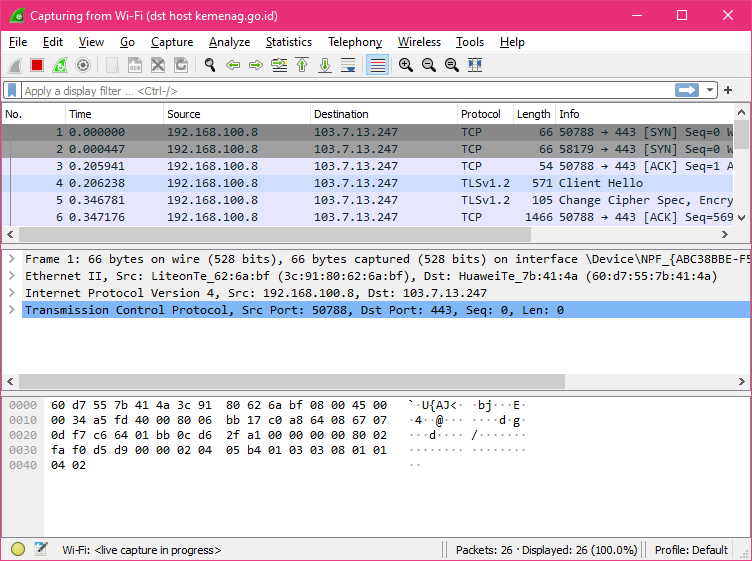 Capturing from Wi-Fi (dst host kemenag.go.id)
File Edit View Go Capture Analyze Statistics Telephony Wireless Tools Help
Apply a display filter ... <Ctrl-/>
No. Time Source Destination Protocol Length Info
1 0.000000 192.168.100.8 103.7.13.247 TCP 66 50788 → 443 [SYN] Seq=0 W
2 0.000447 192.168.100.8 103.7.13.247 TCP 66 58179 → 443 [SYN] Seq=0 W
3 0.205941 192.168.100.8 103.7.13.247 TCP 54 50788 → 443 [ACK] Seq=1 A
4 0.206238 192.168.100.8 103.7.13.247 TLSv1.2 571 Client Hello
5 0.346781 192.168.100.8 103.7.13.247 TLSv1.2 105 Change Cipher Spec, Encry
6 0.347176 192.168.100.8 103.7.13.247 TCP 1466 50788 → 443 [ACK] Seq=569
Frame 1: 66 bytes on wire (528 bits), 66 bytes captured (528 bits) on interface \Device\NPF_{ABC38BBE-F5
Ethernet II, Src: LiteonTe_62:6a:bf (3c:91:80:62:6a:bf), Dst: HuaweiTe_7b:41:4a (60:d7:55:7b:41:4a)
Internet Protocol Version 4, Src: 192.168.100.8, Dst: 103.7.13.247
Transmission Control Protocol, Src Port: 50788, Dst Port: 443, Seq: 0, Len: 0
0000 60 d7 55 7b 41 4a 3c 91 80 62 6a bf 08 00 45 00 `·U{AJ<· ·bj···E·
0010 00 34 a5 fd 40 00 80 06 bb 17 c0 a8 64 08 67 07 ·4··@··· ····d·g·
0020 0d f7 c6 64 01 bb 0c d6 2f a1 00 00 00 00 80 02 ···d···· /·······
0030 fa f0 d5 d9 00 00 02 04 05 b4 01 03 03 08 01 01 ········ ········
0040 04 02 ··
Wi-Fi: <live capture in progress> Packets: 26 · Displayed: 26 (100.0%) Profile: Default